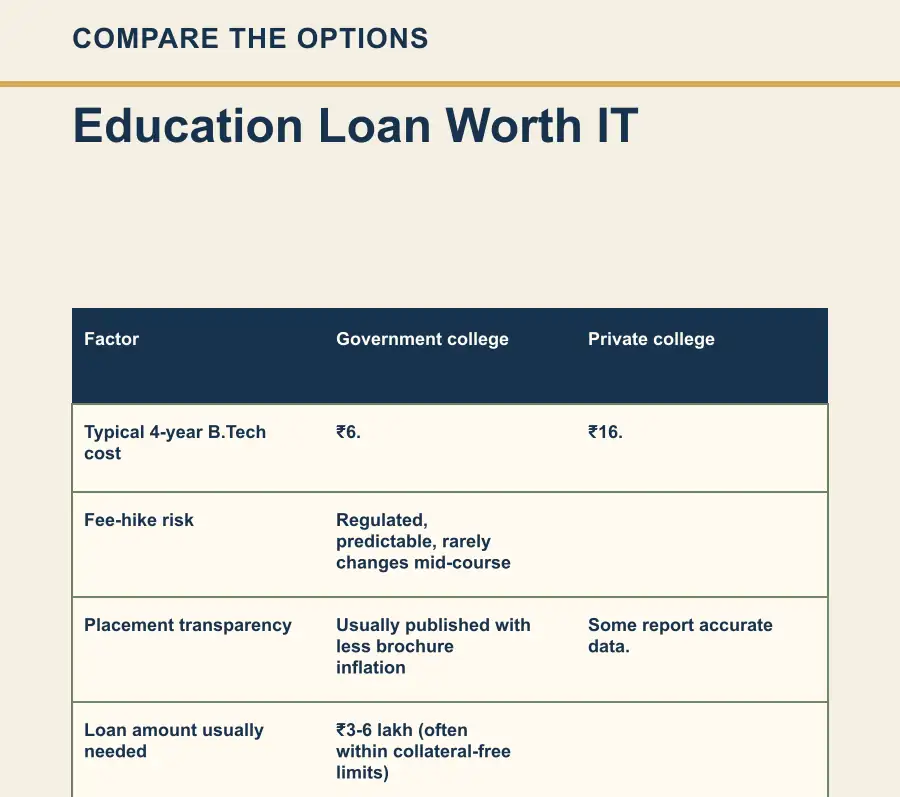 COMPARE THE OPTIONS
Education Loan Worth IT
Factor
Government college
Private college
Typical 4-year B.Tech
cost
₹6.
₹16.
Fee-hike risk
Regulated,
predictable, rarely
changes mid-course
Placement transparency
Usually published with
less brochure
inflation
Some report accurate
data.
Loan amount usually
needed
₹3-6 lakh (often
within collateral-free
limits)